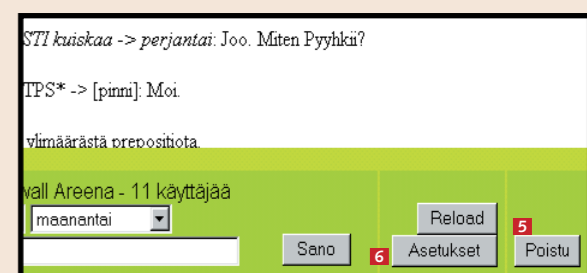 STI kuiskaa -> perjantai: Joo. Miten Pyyhkii?
TPS* -> [pinni]: Moi.
ylimäärästä prepositiota.
wall Areena - 11 käyttäjää
maanantai
Reload
5
Sano
6 Asetukset
Poistu